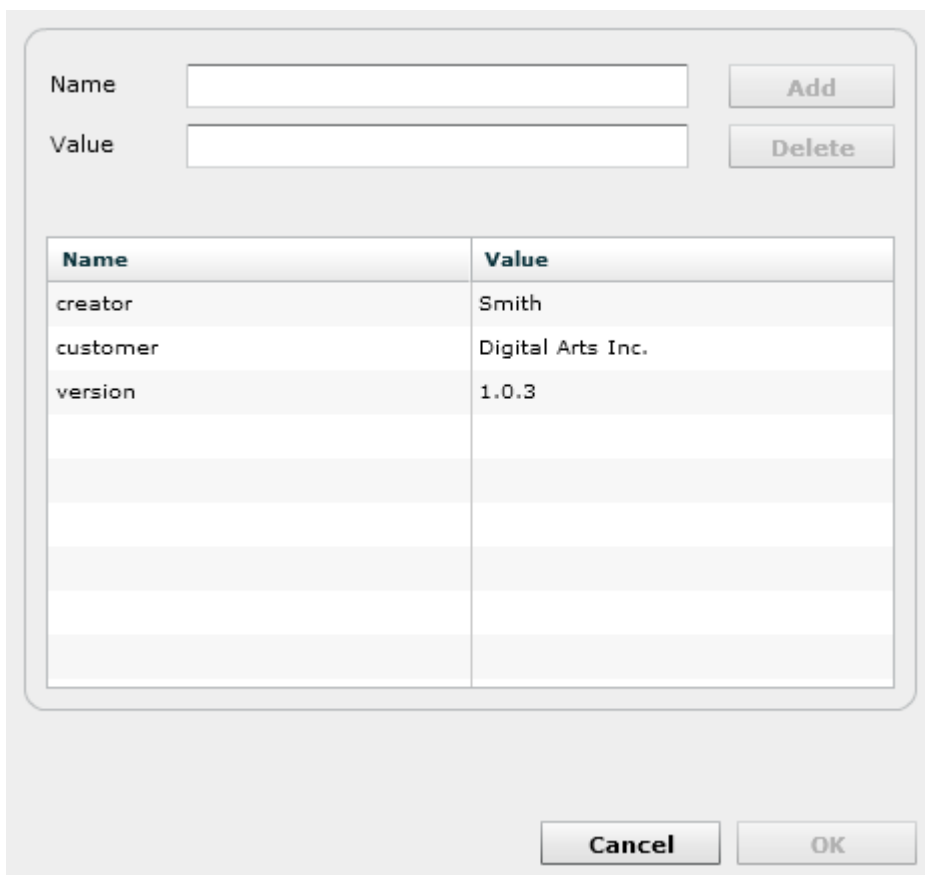 Name Add
Value Delete
Name Value
creator Smith
customer Digital Arts Inc.
version 1.0.3
Cancel OK